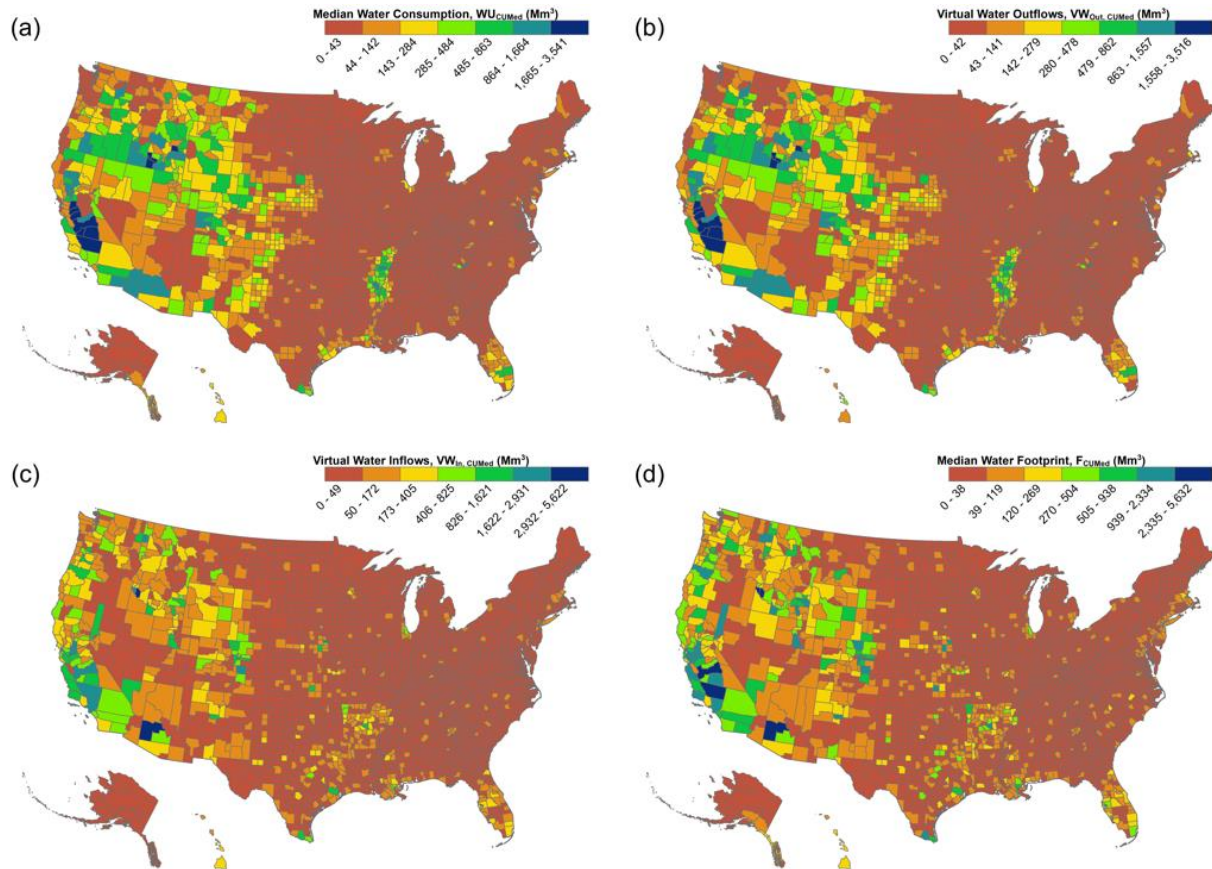 (a)
Median Water Consumption, WU_CUMed (Mm³)
0 - 43
44 - 142
143 - 284
285 - 484
485 - 863
864 - 1,664
1,665 - 3,541
(b)
Virtual Water Outflows, VW_Out, CUMed (Mm³)
0 - 42
43 - 141
142 - 279
280 - 478
479 - 862
863 - 1,557
1,558 - 3,516
(c)
Virtual Water Inflows, VW_In, CUMed (Mm³)
0 - 49
50 - 172
173 - 405
406 - 825
826 - 1,621
1,622 - 2,931
2,932 - 5,622
(d)
Median Water Footprint, F_CUMed (Mm³)
0 - 38
39 - 119
120 - 269
270 - 504
505 - 938
939 - 2,334
2,335 - 5,632